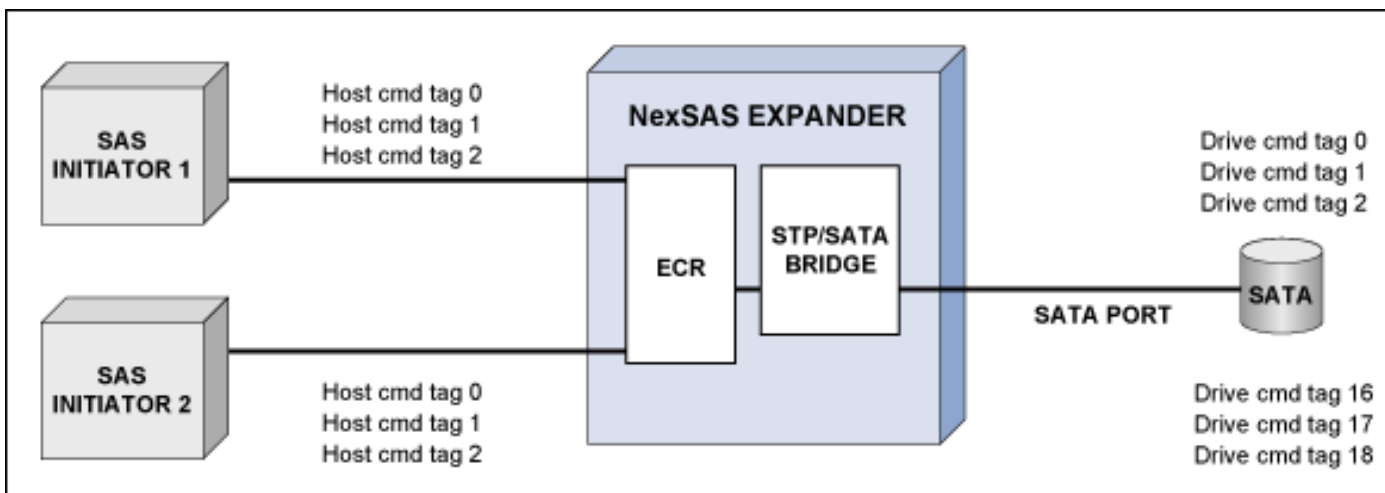 SAS
INITIATOR 1
Host cmd tag 0
Host cmd tag 1
Host cmd tag 2
SAS
INITIATOR 2
Host cmd tag 0
Host cmd tag 1
Host cmd tag 2
NexSAS EXPANDER
ECR
STP/SATA
BRIDGE
SATA PORT
Drive cmd tag 0
Drive cmd tag 1
Drive cmd tag 2
SATA
Drive cmd tag 16
Drive cmd tag 17
Drive cmd tag 18